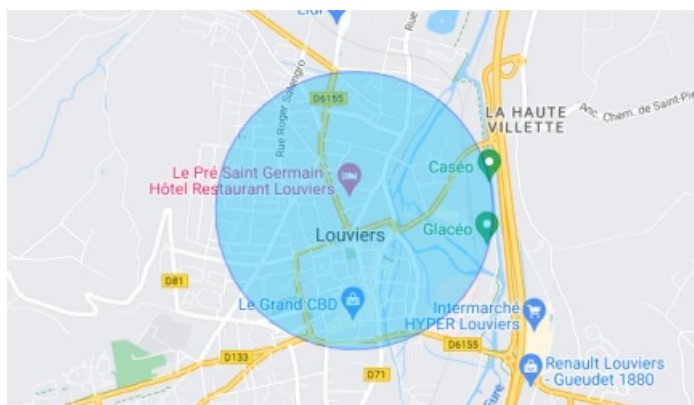 Lidl
Rue
D6155
Rue Roger Salengro
Anc. Chem. de Saint-Pie
LA HAUTE
VILLETTE
Caséo
Le Pré Saint Germain -
Hôtel Restaurant Louviers
Glacéo
Louviers
D81
Le Grand CBD
Intermarché
HYPER Louviers
D6155
D133
D71
Renault Louviers
- Gueudet 1880
Eure